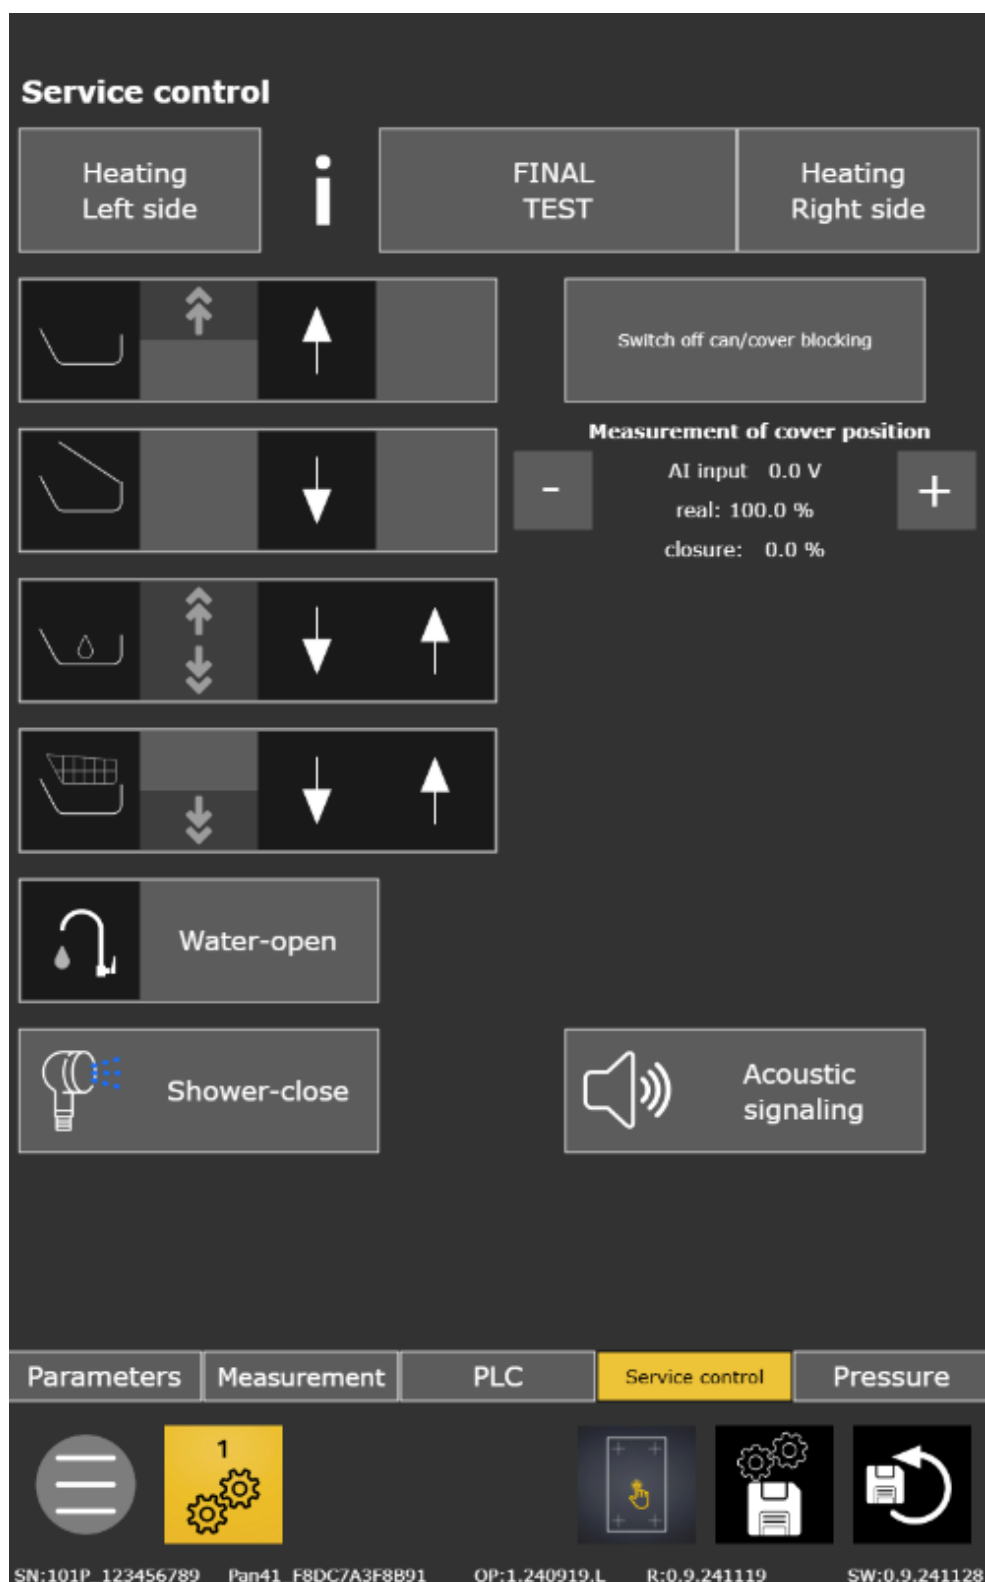 Service control
Heating
Left side
i
FINAL
TEST
Heating
Right side
Switch off can/cover blocking
Measurement of cover position
-
AI input 0.0 V
+
real: 100.0 %
closure: 0.0 %
Water-open
Shower-close
Acoustic
signaling
Parameters Measurement PLC Service control Pressure
1
SN:101P_123456789 Pan41_F8DC7A3F8B91 OP:1.240919.L R:0.9.241119 SW:0.9.241128